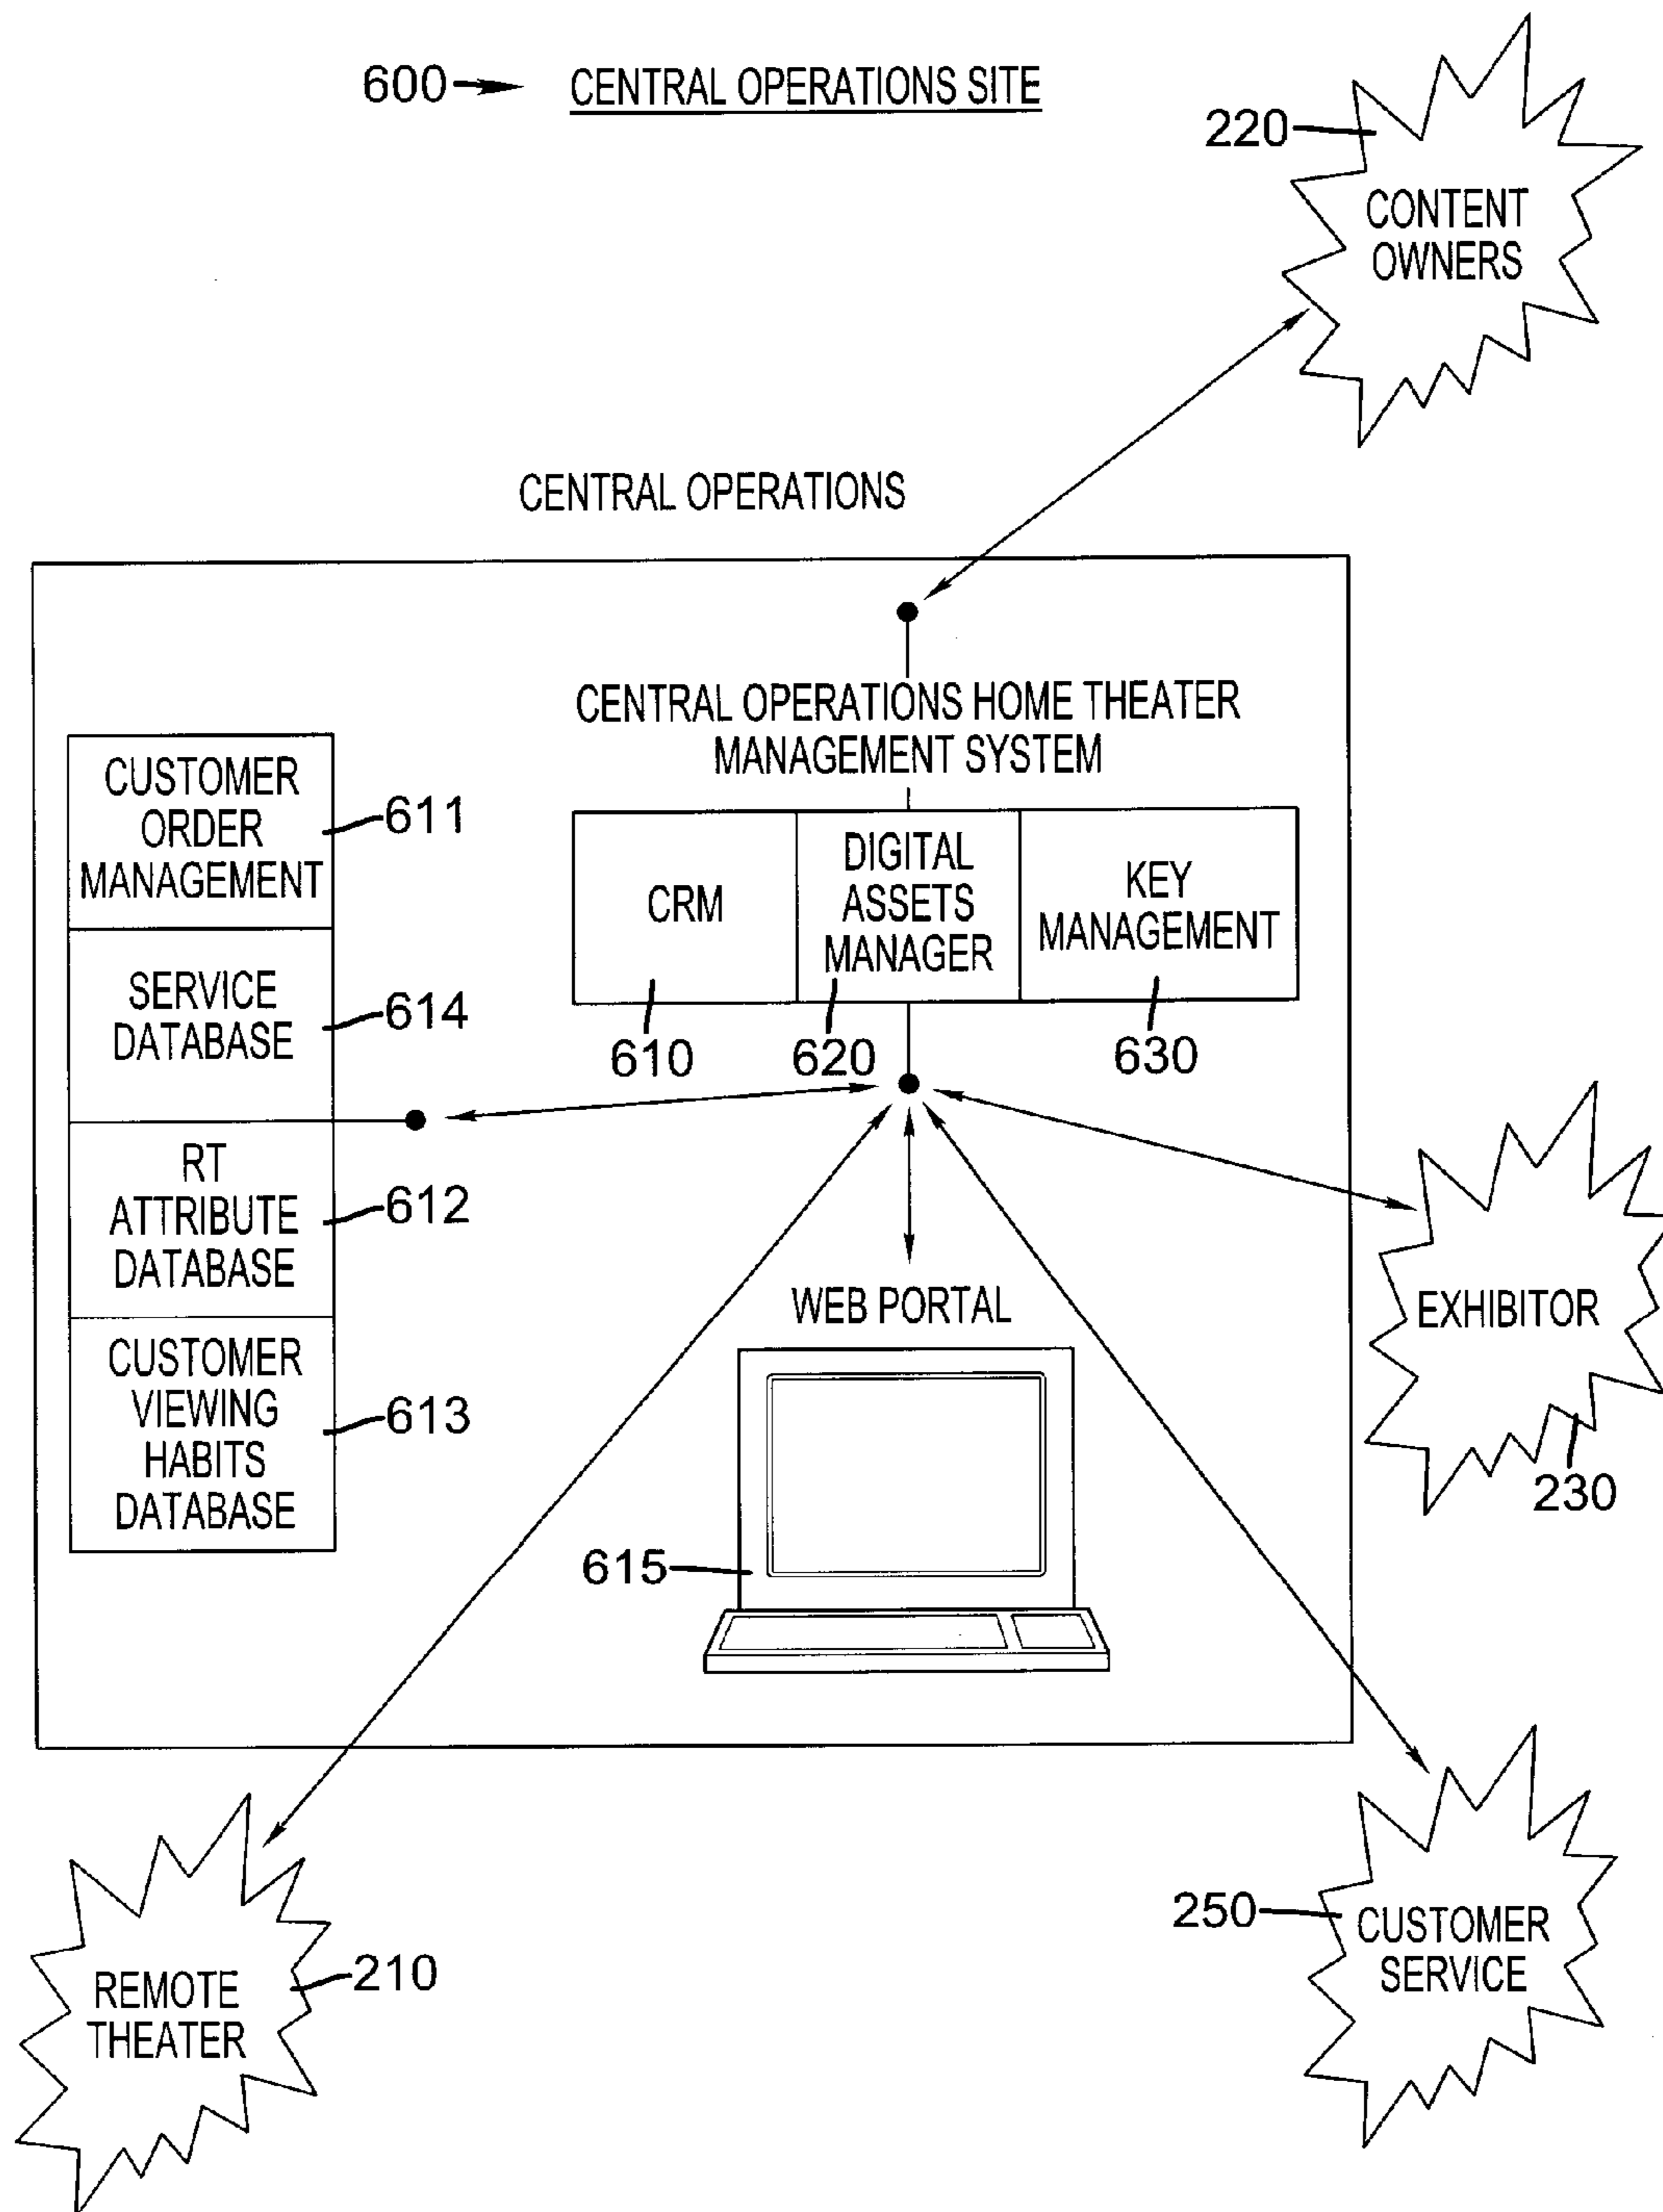 600
CENTRAL OPERATIONS SITE
220
CONTENT
OWNERS
CENTRAL OPERATIONS
CENTRAL OPERATIONS HOME THEATER
MANAGEMENT SYSTEM
CUSTOMER
ORDER
MANAGEMENT
611
SERVICE
DATABASE
614
RT
ATTRIBUTE
DATABASE
612
CUSTOMER
VIEWING
HABITS
DATABASE
613
CRM
610
DIGITAL
ASSETS
MANAGER
620
KEY
MANAGEMENT
630
WEB PORTAL
615
EXHIBITOR
230
REMOTE
THEATER
210
250
CUSTOMER
SERVICE